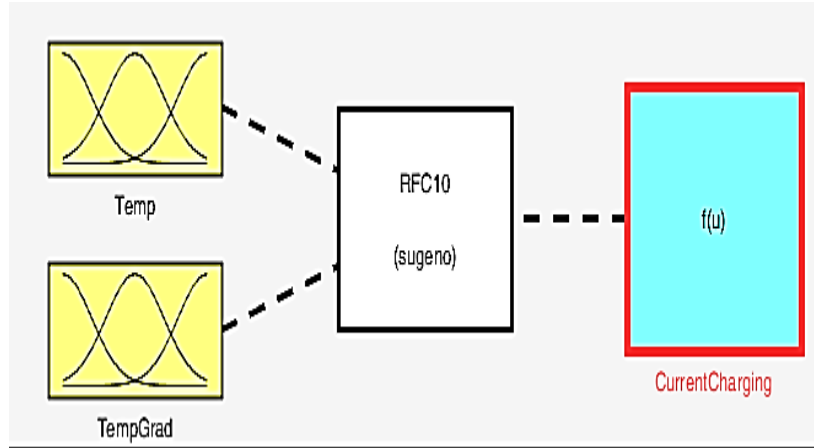 Temp
TempGrad
RFC10
(sugeno)
f(u)
CurrentCharging